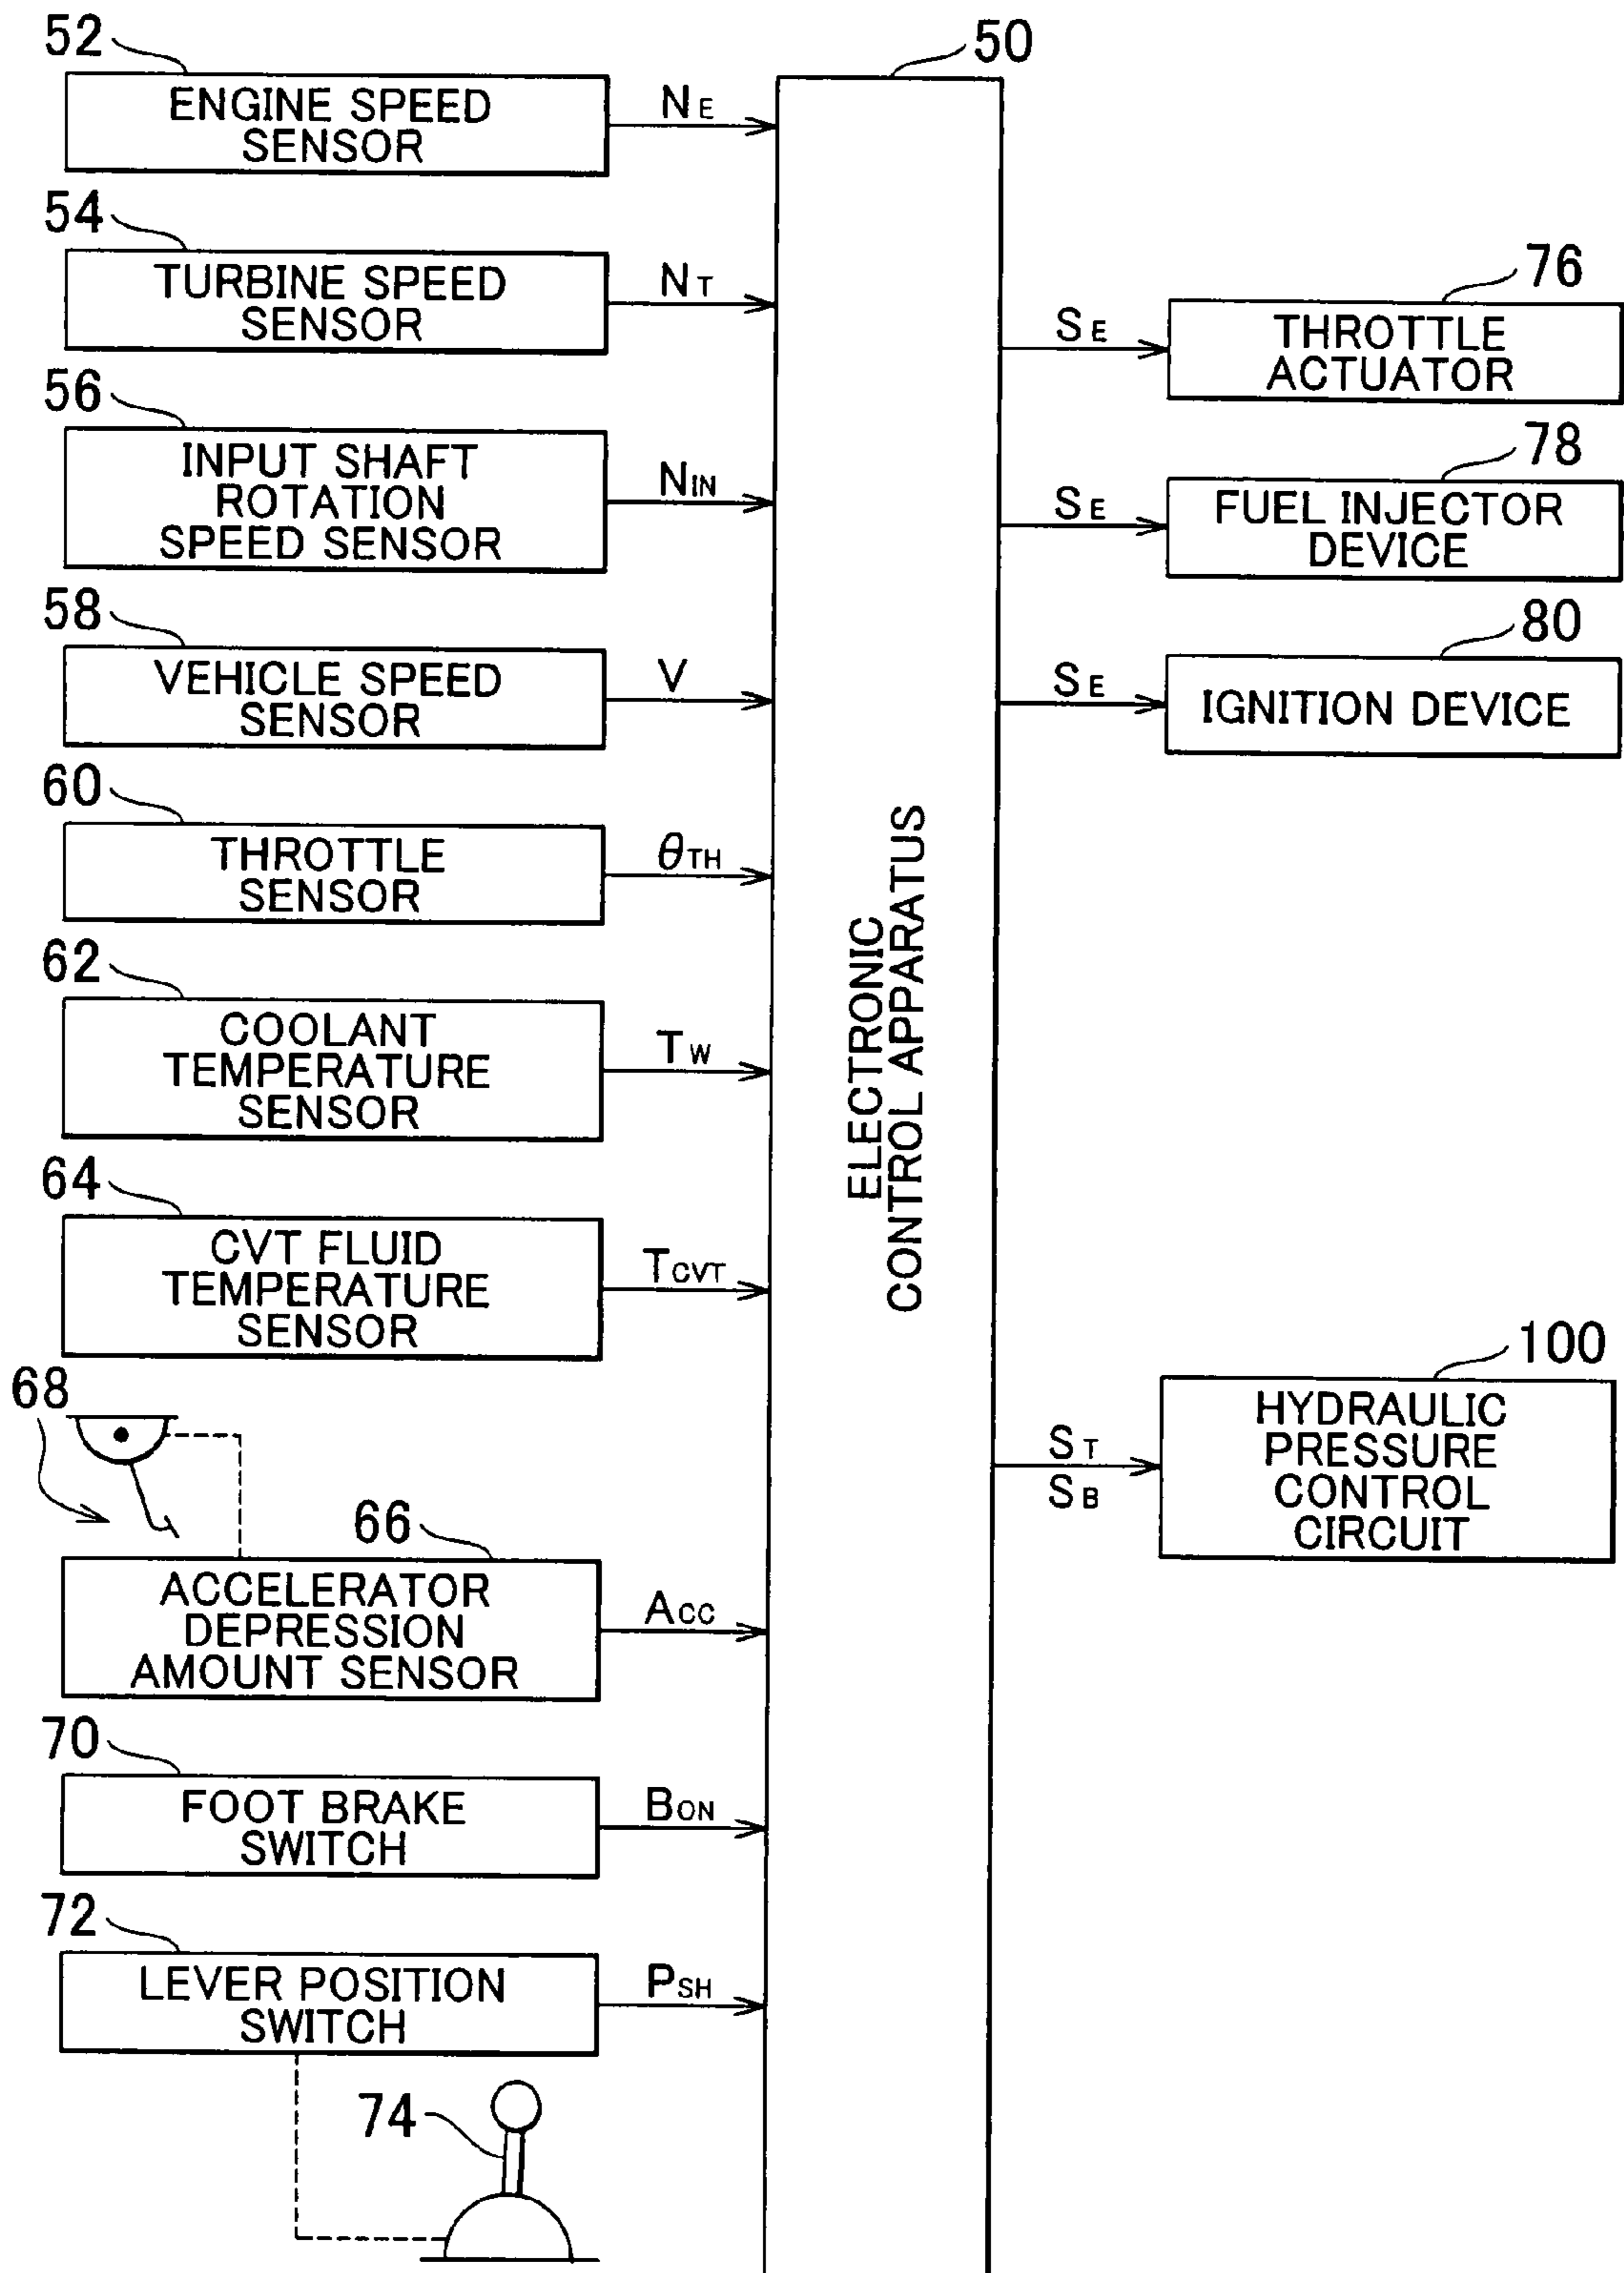 52
ENGINE SPEED
SENSOR
NE
50
54
TURBINE SPEED
SENSOR
NT
56
INPUT SHAFT
ROTATION
SPEED SENSOR
NIN
58
VEHICLE SPEED
SENSOR
V
60
THROTTLE
SENSOR
θTH
62
COOLANT
TEMPERATURE
SENSOR
TW
64
CVT FLUID
TEMPERATURE
SENSOR
TCVT
68
66
ACCELERATOR
DEPRESSION
AMOUNT SENSOR
ACC
70
FOOT BRAKE
SWITCH
BON
72
LEVER POSITION
SWITCH
PSH
74
ELECTRONIC
CONTROL APPARATUS
SE
76
THROTTLE
ACTUATOR
SE
78
FUEL INJECTOR
DEVICE
SE
80
IGNITION DEVICE
ST
SB
100
HYDRAULIC
PRESSURE
CONTROL
CIRCUIT